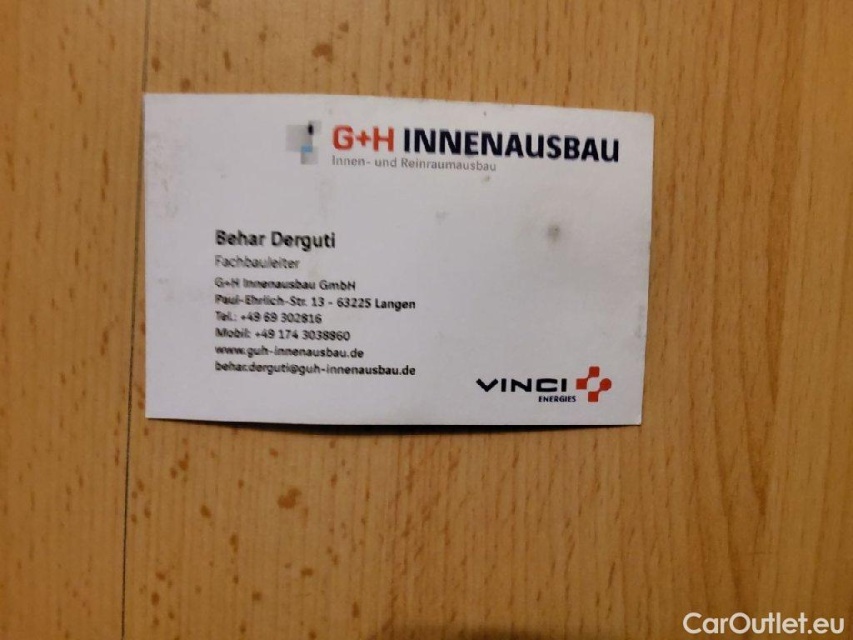 G+H INNENAUSBAU
Innen- und Reinraumausbau
Behar Derguti
Fachbauleiter
G+H Innenausbau GmbH
Paul-Ehrlich-Str. 13 - 63225 Langen
Tel.: +49 69 302816
Mobil: +49 174 3038860
www.guh-innenausbau.de
behar.derguti@guh-innenausbau.de
VINCI
ENERGIES
CarOutlet.eu